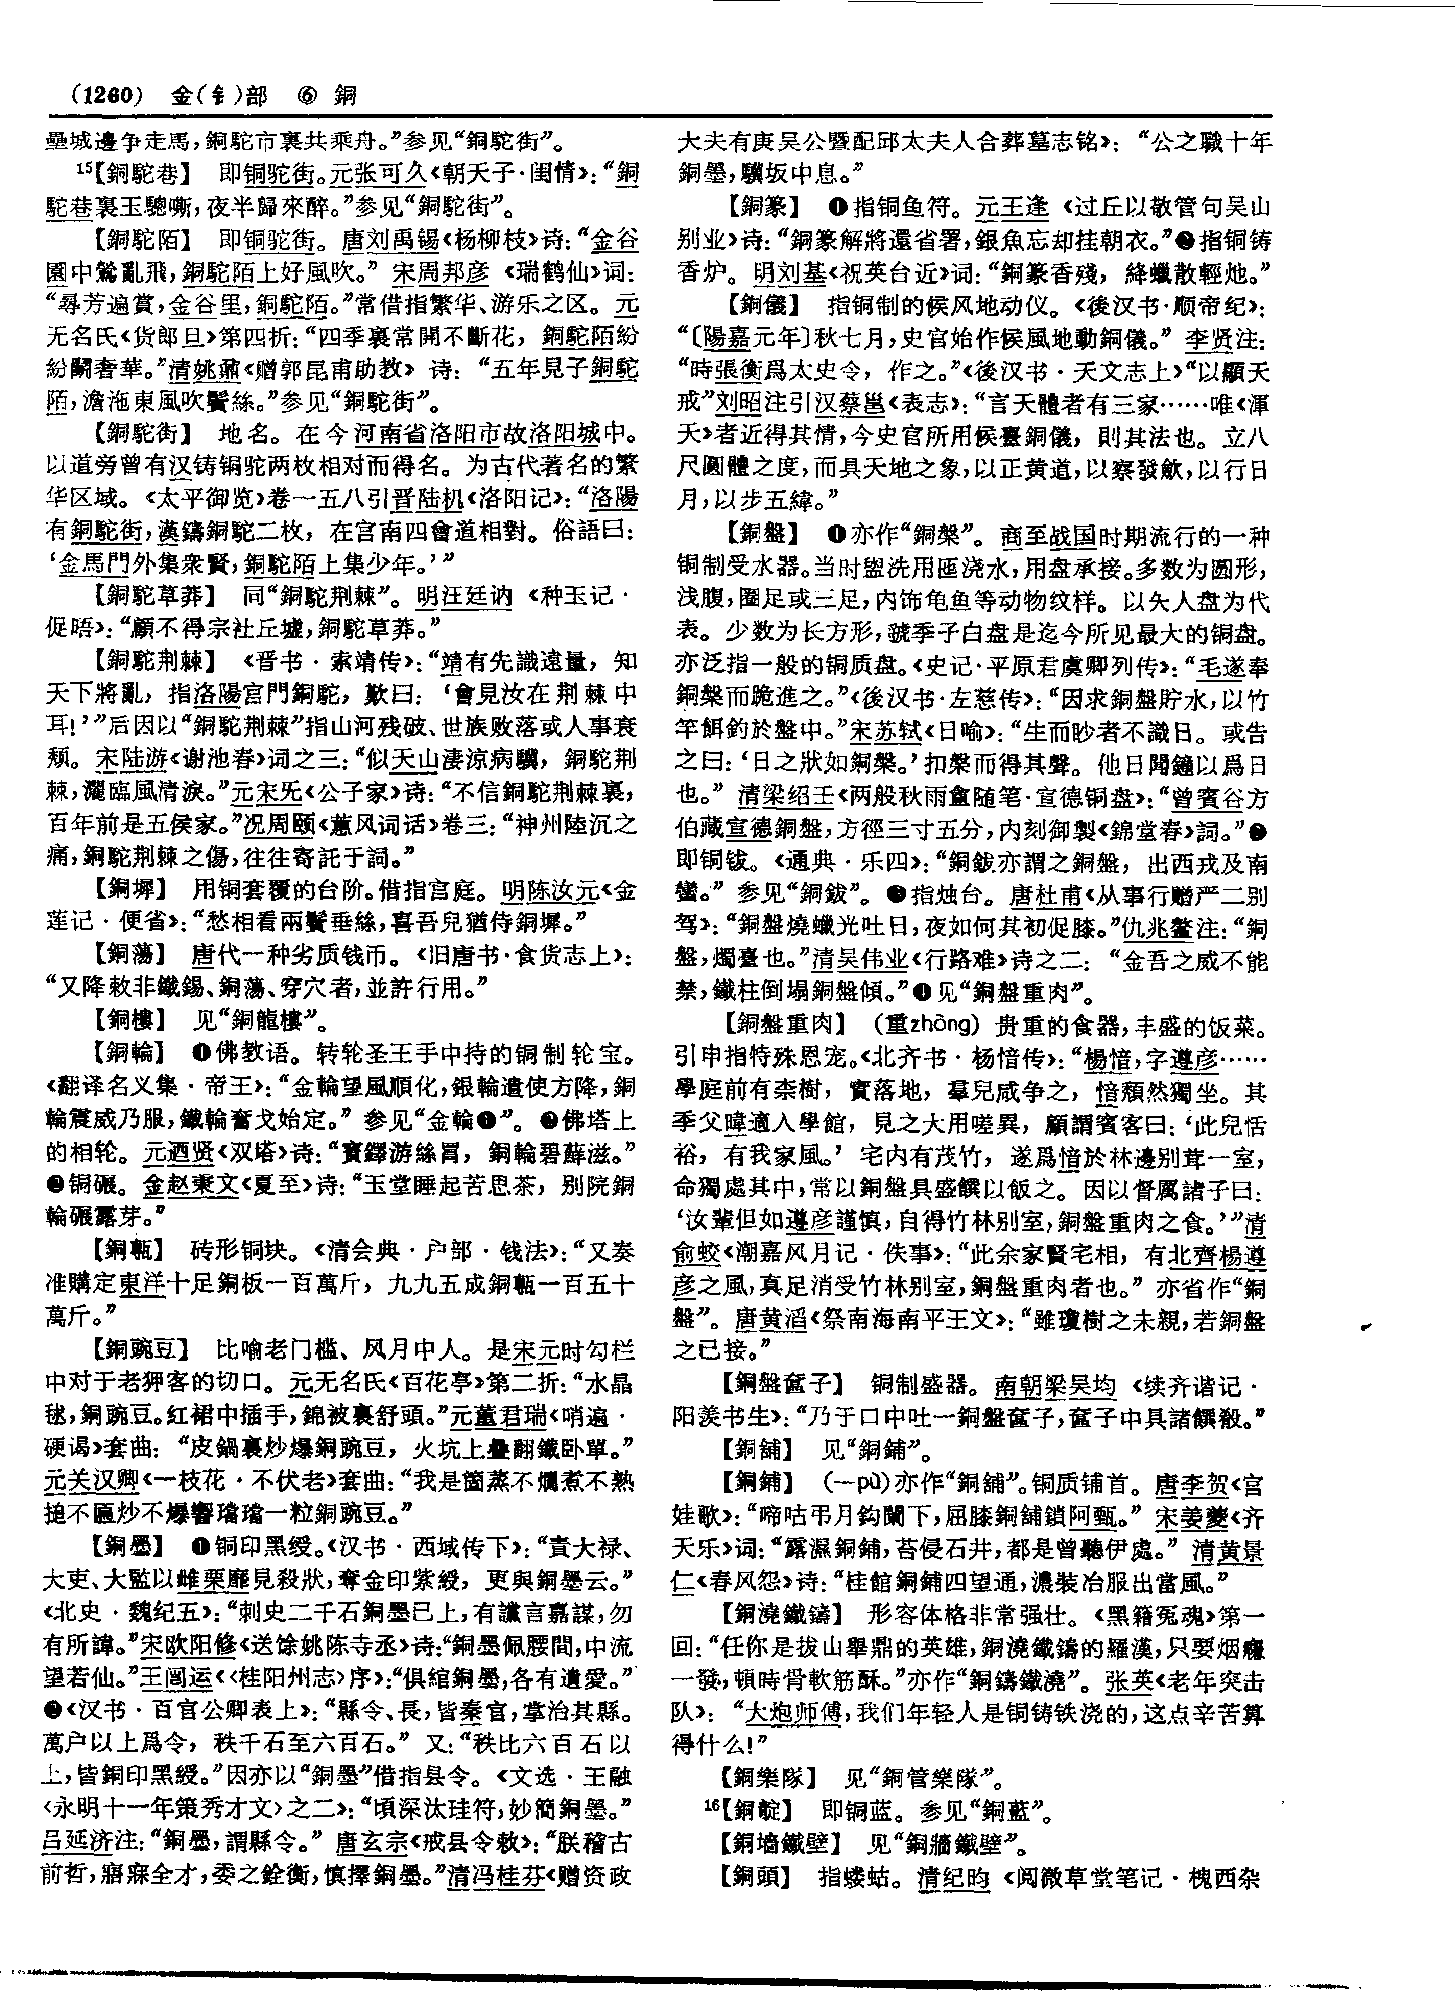 (1260) 金(钅)部 ⑥ 銅
壘城邊争走馬，銅駝市裏共乘舟。”参见“銅駝街”。
15【銅駝巷】 即铜驼街。元张可久《朝天子·闺情》：“銅
駝巷裏玉驄嘶，夜半歸來醉。”参见“銅駝街”。
【銅駝陌】 即铜驼街。唐刘禹锡《杨柳枝》诗：“金谷
園中鶯亂飛，銅駝陌上好風吹。” 宋周邦彦《瑞鹤仙》词：
“尋芳遍賞，金谷里，銅駝陌。”常借指繁华、游乐之区。元
无名氏《货郎旦》第四折：“四季裏常開不斷花，銅駝陌紛
紛鬭奢華。”清姚鼐《赠郭昆甫助教》 诗：“五年見子銅駝
陌，澹沲東風吹鬢絲。”参见“銅駝街”。
【銅駝街】 地名。在今河南省洛阳市故洛阳城中。
以道旁曾有汉铸铜驼两枚相对而得名。为古代著名的繁
华区域。《太平御览》卷一五八引晋陆机《洛阳记》：“洛陽
有銅駝街，漢鑄銅駝二枚，在宫南四會道相對。俗語曰：
‘金馬門外集衆賢，銅駝陌上集少年。’”
【銅駝草莽】 同“銅駝荆棘”。明汪廷讷《种玉记·
促晤》：“顧不得宗社丘墟，銅駝草莽。”
【銅駝荆棘】 《晋书·索靖传》：“靖有先識遠量，知
天下將亂，指洛陽宫門銅駝，歎曰：‘會見汝在荆棘中
耳！’”后因以“銅駝荆棘”指山河残破、世族败落或人事衰
颓。宋陆游《谢池春》词之三：“似天山凄涼病驥，銅駝荆
棘，灑臨風清淚。”元宋旡《公子家》诗：“不信銅駝荆棘裏，
百年前是五侯家。”况周颐《蕙风词话》卷三：“神州陸沉之
痛，銅駝荆棘之傷，往往寄託于詞。”
【銅墀】 用铜套覆的台阶。借指宫庭。明陈汝元《金
莲记·便省》：“愁相看兩鬢垂絲，喜吾兒猶侍銅墀。”
【銅蕩】 唐代一种劣质钱币。《旧唐书·食货志上》：
“又降敕非鐵錫、銅蕩、穿穴者，並許行用。”
【銅樓】 见“銅龍樓”。
【銅輪】 ❶佛教语。转轮圣王手中持的铜制轮宝。
《翻译名义集·帝王》：“金輪望風順化，銀輪遣使方降，銅
輪震威乃服，鐵輪奮戈始定。” 参见“金輪❶”。❷佛塔上
的相轮。元迺贤《双塔》诗：“寶鐸游絲罥，銅輪碧蘚滋。”
❸铜碾。金赵秉文《夏至》诗：“玉堂睡起苦思茶，别院銅
輪碾露芽。”
【銅甎】 砖形铜块。《清会典·户部·钱法》：“又奏
准購定東洋十足銅板一百萬斤，九九五成銅甎一百五十
萬斤。”
【銅豌豆】 比喻老门槛、风月中人。是宋元时勾栏
中对于老狎客的切口。元无名氏《百花亭》第二折：“水晶
毬，銅豌豆。紅裙中插手，錦被裏舒頭。”元董君瑞《哨遍·
硬谒》套曲：“皮鍋裏炒爆銅豌豆，火坑上疊翻鐵卧單。”
元关汉卿《一枝花·不伏老》套曲：“我是箇蒸不爛煮不熟
搥不匾炒不爆響璫璫一粒銅豌豆。”
【銅墨】 ❶铜印黑绶。《汉书·西域传下》：“責大禄、
大吏、大監以雌栗靡見殺狀，奪金印紫綬，更與銅墨云。”
《北史·魏纪五》：“刺史二千石銅墨已上，有讜言嘉謀，勿
有所諱。”宋欧阳修《送馀姚陈寺丞》诗：“銅墨佩腰間，中流
望若仙。”王闿运《〈桂阳州志〉序》：“俱綰銅墨，各有遺愛。”
❷《汉书·百官公卿表上》：“縣令、長，皆秦官，掌治其縣。
萬户以上爲令，秩千石至六百石。” 又：“秩比六百石以
上，皆銅印黑綬。”因亦以“銅墨”借指县令。《文选·王融
〈永明十一年策秀才文〉之二》：“頃深汰珪符，妙簡銅墨。”
吕延济注：“銅墨，謂縣令。” 唐玄宗《戒县令敕》：“朕稽古
前哲，寤寐全才，委之銓衡，慎擇銅墨。”清冯桂芬《赠资政
大夫有庚吴公暨配邱太夫人合葬墓志铭》：“公之職十年
銅墨，驥坂中息。”
【銅篆】 ❶指铜鱼符。元王逢《过丘以敬管句吴山
别业》诗：“銅篆解將還省署，銀魚忘却挂朝衣。”❷指铜铸
香炉。明刘基《祝英台近》词：“銅篆香殘，絳蠟散輕灺。”
【銅儀】 指铜制的候风地动仪。《後汉书·顺帝纪》：
“〔陽嘉元年〕秋七月，史官始作候風地動銅儀。” 李贤注：
“時張衡爲太史令，作之。”《後汉书·天文志上》“以顯天
戒”刘昭注引汉蔡邕《表志》：“言天體者有三家……唯《渾
天》者近得其情，今史官所用候臺銅儀，則其法也。立八
尺圓體之度，而具天地之象，以正黄道，以察發斂，以行日
月，以步五緯。”
【銅盤】 ❶亦作“銅槃”。商至战国时期流行的一种
铜制受水器。当时盥洗用匜浇水，用盘承接。多数为圆形，
浅腹，圈足或三足，内饰龟鱼等动物纹样。以矢人盘为代
表。少数为长方形，虢季子白盘是迄今所见最大的铜盘。
亦泛指一般的铜质盘。《史记·平原君虞卿列传》：“毛遂奉
銅槃而跪進之。”《後汉书·左慈传》：“因求銅盤貯水，以竹
竿餌釣於盤中。”宋苏轼《日喻》：“生而眇者不識日。或告
之曰：‘日之狀如銅槃。’扣槃而得其聲。他日聞鐘以爲日
也。” 清梁绍壬《两般秋雨盦随笔·宣德铜盘》：“曾賓谷方
伯藏宣德銅盤，方徑三寸五分，内刻御製《錦堂春》詞。”❷
即铜钹。《通典·乐四》：“銅鈸亦謂之銅盤，出西戎及南
蠻。” 参见“銅鈸”。❸指烛台。唐杜甫《从事行赠严二别
驾》：“銅盤燒蠟光吐日，夜如何其初促膝。”仇兆鳌注：“銅
盤，燭臺也。”清吴伟业《行路难》诗之二：“金吾之威不能
禁，鐵柱倒塌銅盤傾。”❹见“銅盤重肉”。
【銅盤重肉】 (重zhòng) 贵重的食器，丰盛的饭菜。
引申指特殊恩宠。《北齐书·杨愔传》：“楊愔，字遵彦……
學庭前有柰樹，實落地，羣兒咸争之，愔頹然獨坐。其
季父暐適入學館，見之大用嗟異，顧謂賓客曰：‘此兒恬
裕，有我家風。’宅内有茂竹，遂爲愔於林邊别葺一室，
命獨處其中，常以銅盤具盛饌以飯之。因以督厲諸子曰：
‘汝輩但如遵彦謹慎，自得竹林别室，銅盤重肉之食。’”清
俞蛟《潮嘉风月记·佚事》：“此余家賢宅相，有北齊楊遵
彦之風，真足消受竹林别室，銅盤重肉者也。” 亦省作“銅
盤”。唐黄滔《祭南海南平王文》：“雖瓊樹之未親，若銅盤
之已接。”
【銅盤奩子】 铜制盛器。南朝梁吴均《续齐谐记·
阳羡书生》：“乃于口中吐一銅盤奩子，奩子中具諸饌殽。”
【銅舖】 见“銅鋪”。
【銅鋪】 (—pū)亦作“銅舖”。铜质铺首。唐李贺《宫
娃歌》：“啼咕弔月鈎闌下，屈膝銅鋪鎖阿甄。” 宋姜夔《齐
天乐》词：“露濕銅鋪，苔侵石井，都是曾聽伊處。” 清黄景
仁《春风怨》诗：“桂館銅鋪四望通，濃裝冶服出當風。”
【銅澆鐵鑄】 形容体格非常强壮。《黑籍冤魂》第一
回：“任你是拔山舉鼎的英雄，銅澆鐵鑄的羅漢，只要烟癮
一發，頓時骨軟筋酥。”亦作“銅鑄鐵澆”。张英《老年突击
队》：“大炮师傅，我们年轻人是铜铸铁浇的，这点辛苦算
得什么！”
【銅樂隊】 见“銅管樂隊”。
16【銅靛】 即铜蓝。参见“銅藍”。
【銅墙鐵壁】 见“銅牆鐵壁”。
【銅頭】 指蝼蛄。清纪昀《阅微草堂笔记·槐西杂